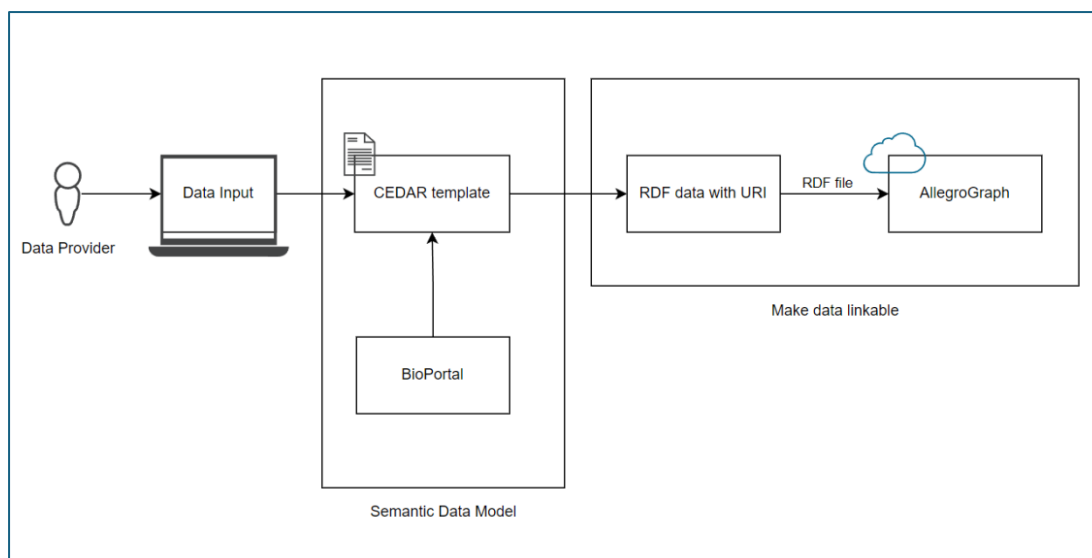 Data Provider
Data Input
CEDAR template
BioPortal
Semantic Data Model
RDF data with URI
RDF file
AllegroGraph
Make data linkable